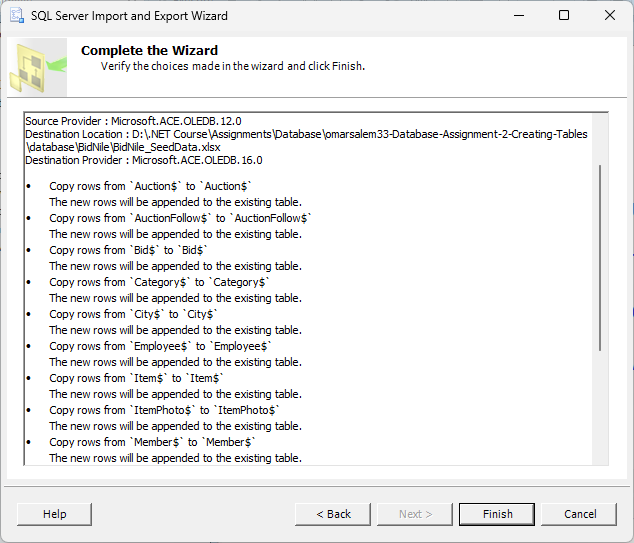 SQL Server Import and Export Wizard
Complete the Wizard
Verify the choices made in the wizard and click Finish.
Source Provider : Microsoft.ACE.OLEDB.12.0
Destination Location : D:\.NET Course\Assignments\Database\omarsalem33-Database-Assignment-2-Creating-Tables
\database\BidNile\BidNile_SeedData.xlsx
Destination Provider : Microsoft.ACE.OLEDB.16.0
• Copy rows from `Auction$` to `Auction$`
The new rows will be appended to the existing table.
• Copy rows from `AuctionFollow$` to `AuctionFollow$`
The new rows will be appended to the existing table.
• Copy rows from `Bid$` to `Bid$`
The new rows will be appended to the existing table.
• Copy rows from `Category$` to `Category$`
The new rows will be appended to the existing table.
• Copy rows from `City$` to `City$`
The new rows will be appended to the existing table.
• Copy rows from `Employee$` to `Employee$`
The new rows will be appended to the existing table.
• Copy rows from `Item$` to `Item$`
The new rows will be appended to the existing table.
• Copy rows from `ItemPhoto$` to `ItemPhoto$`
The new rows will be appended to the existing table.
• Copy rows from `Member$` to `Member$`
The new rows will be appended to the existing table.
Help
< Back
Next >
Finish
Cancel